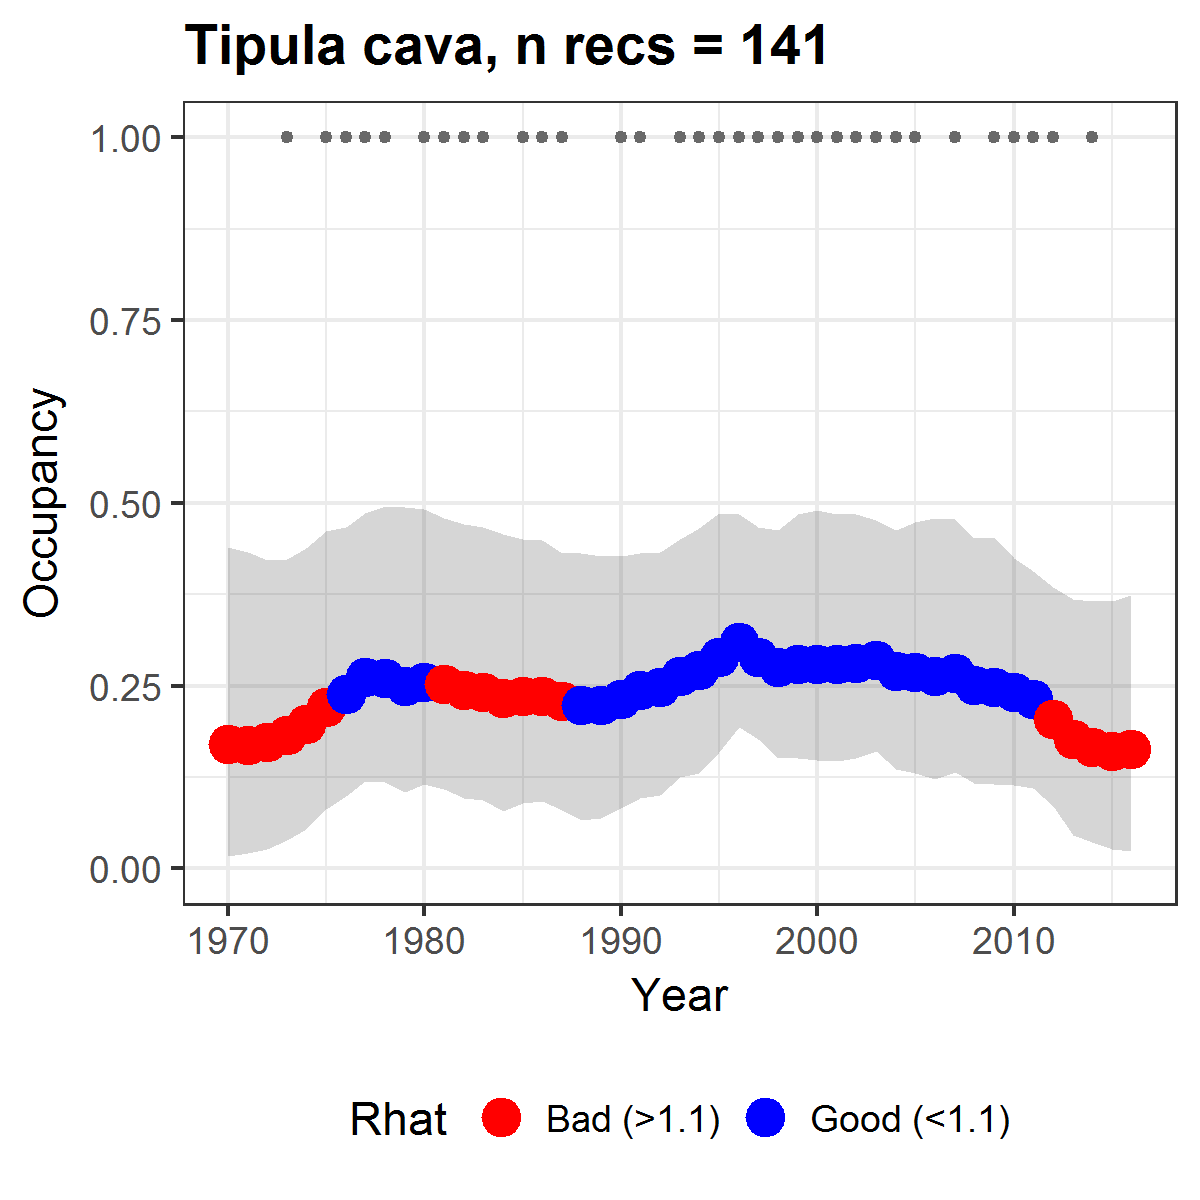 Tipula cava, n recs = 141
1.00
0.75
0.50
0.25
0.00
Occupancy
1970 1980 1990 2000 2010
Year
Rhat Bad (>1.1) Good (<1.1)